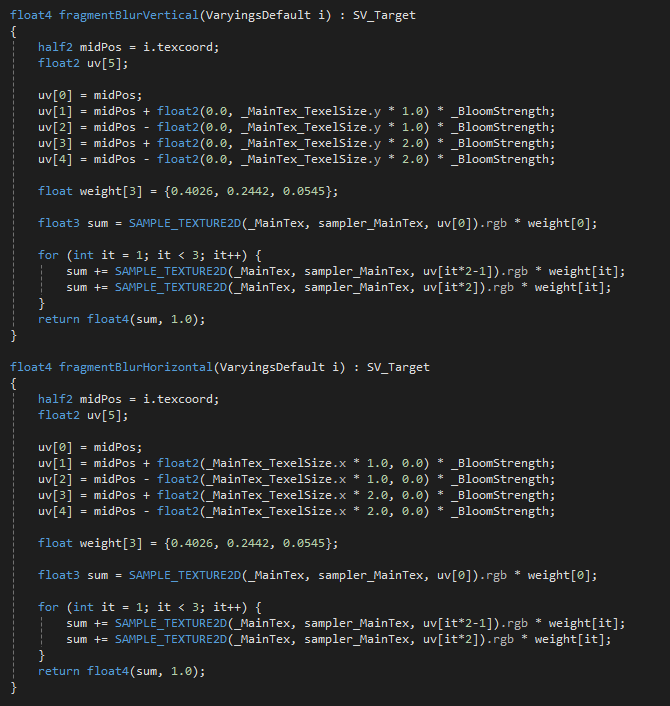 float4 fragmentBlurVertical(VaryingsDefault i) : SV_Target
{
    half2 midPos = i.texcoord;
    float2 uv[5];

    uv[0] = midPos;
    uv[1] = midPos + float2(0.0, _MainTex_TexelSize.y * 1.0) * _BloomStrength;
    uv[2] = midPos - float2(0.0, _MainTex_TexelSize.y * 1.0) * _BloomStrength;
    uv[3] = midPos + float2(0.0, _MainTex_TexelSize.y * 2.0) * _BloomStrength;
    uv[4] = midPos - float2(0.0, _MainTex_TexelSize.y * 2.0) * _BloomStrength;

    float weight[3] = {0.4026, 0.2442, 0.0545};

    float3 sum = SAMPLE_TEXTURE2D(_MainTex, sampler_MainTex, uv[0]).rgb * weight[0];

    for (int it = 1; it < 3; it++) {
        sum += SAMPLE_TEXTURE2D(_MainTex, sampler_MainTex, uv[it*2-1]).rgb * weight[it];
        sum += SAMPLE_TEXTURE2D(_MainTex, sampler_MainTex, uv[it*2]).rgb * weight[it];
    }
    return float4(sum, 1.0);
}

float4 fragmentBlurHorizontal(VaryingsDefault i) : SV_Target
{
    half2 midPos = i.texcoord;
    float2 uv[5];

    uv[0] = midPos;
    uv[1] = midPos + float2(_MainTex_TexelSize.x * 1.0, 0.0) * _BloomStrength;
    uv[2] = midPos - float2(_MainTex_TexelSize.x * 1.0, 0.0) * _BloomStrength;
    uv[3] = midPos + float2(_MainTex_TexelSize.x * 2.0, 0.0) * _BloomStrength;
    uv[4] = midPos - float2(_MainTex_TexelSize.x * 2.0, 0.0) * _BloomStrength;

    float weight[3] = {0.4026, 0.2442, 0.0545};

    float3 sum = SAMPLE_TEXTURE2D(_MainTex, sampler_MainTex, uv[0]).rgb * weight[0];

    for (int it = 1; it < 3; it++) {
        sum += SAMPLE_TEXTURE2D(_MainTex, sampler_MainTex, uv[it*2-1]).rgb * weight[it];
        sum += SAMPLE_TEXTURE2D(_MainTex, sampler_MainTex, uv[it*2]).rgb * weight[it];
    }
    return float4(sum, 1.0);
}